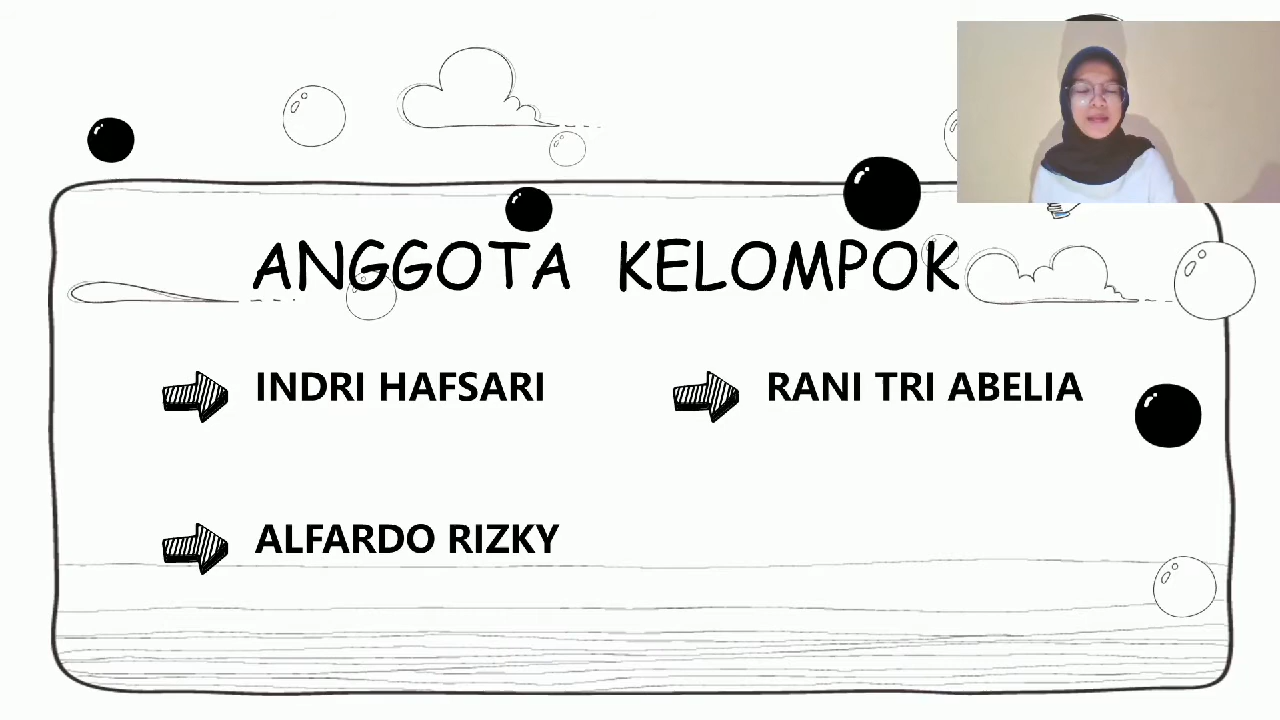 ANGGOTA KELOMPOK
INDRI HAFSARI
RANI TRI ABELIA
ALFARDO RIZKY